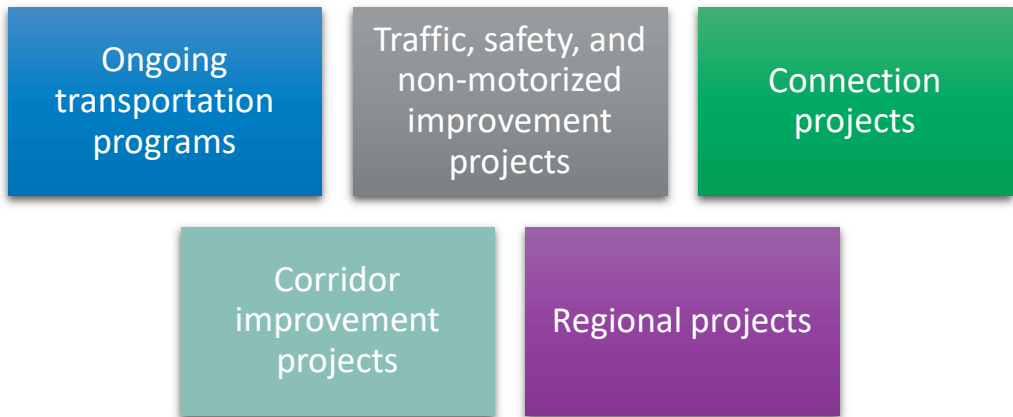 Ongoing
transportation
programs
Traffic, safety, and
non-motorized
improvement
projects
Connection
projects
Corridor
improvement
projects
Regional projects